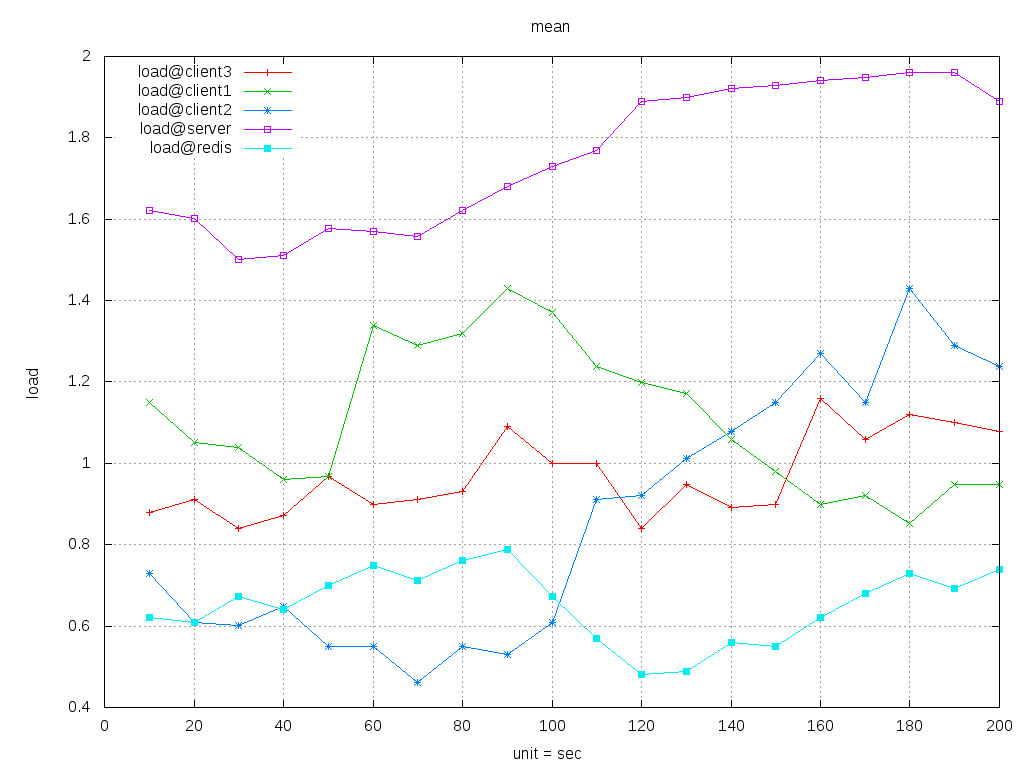 mean
2
load@client3
load@client1
load@client2
load@server
load@redis
1.8
1.6
1.4
1.2
1
0.8
0.6
0.4
load
0 20 40 60 80 100 120 140 160 180 200
unit = sec